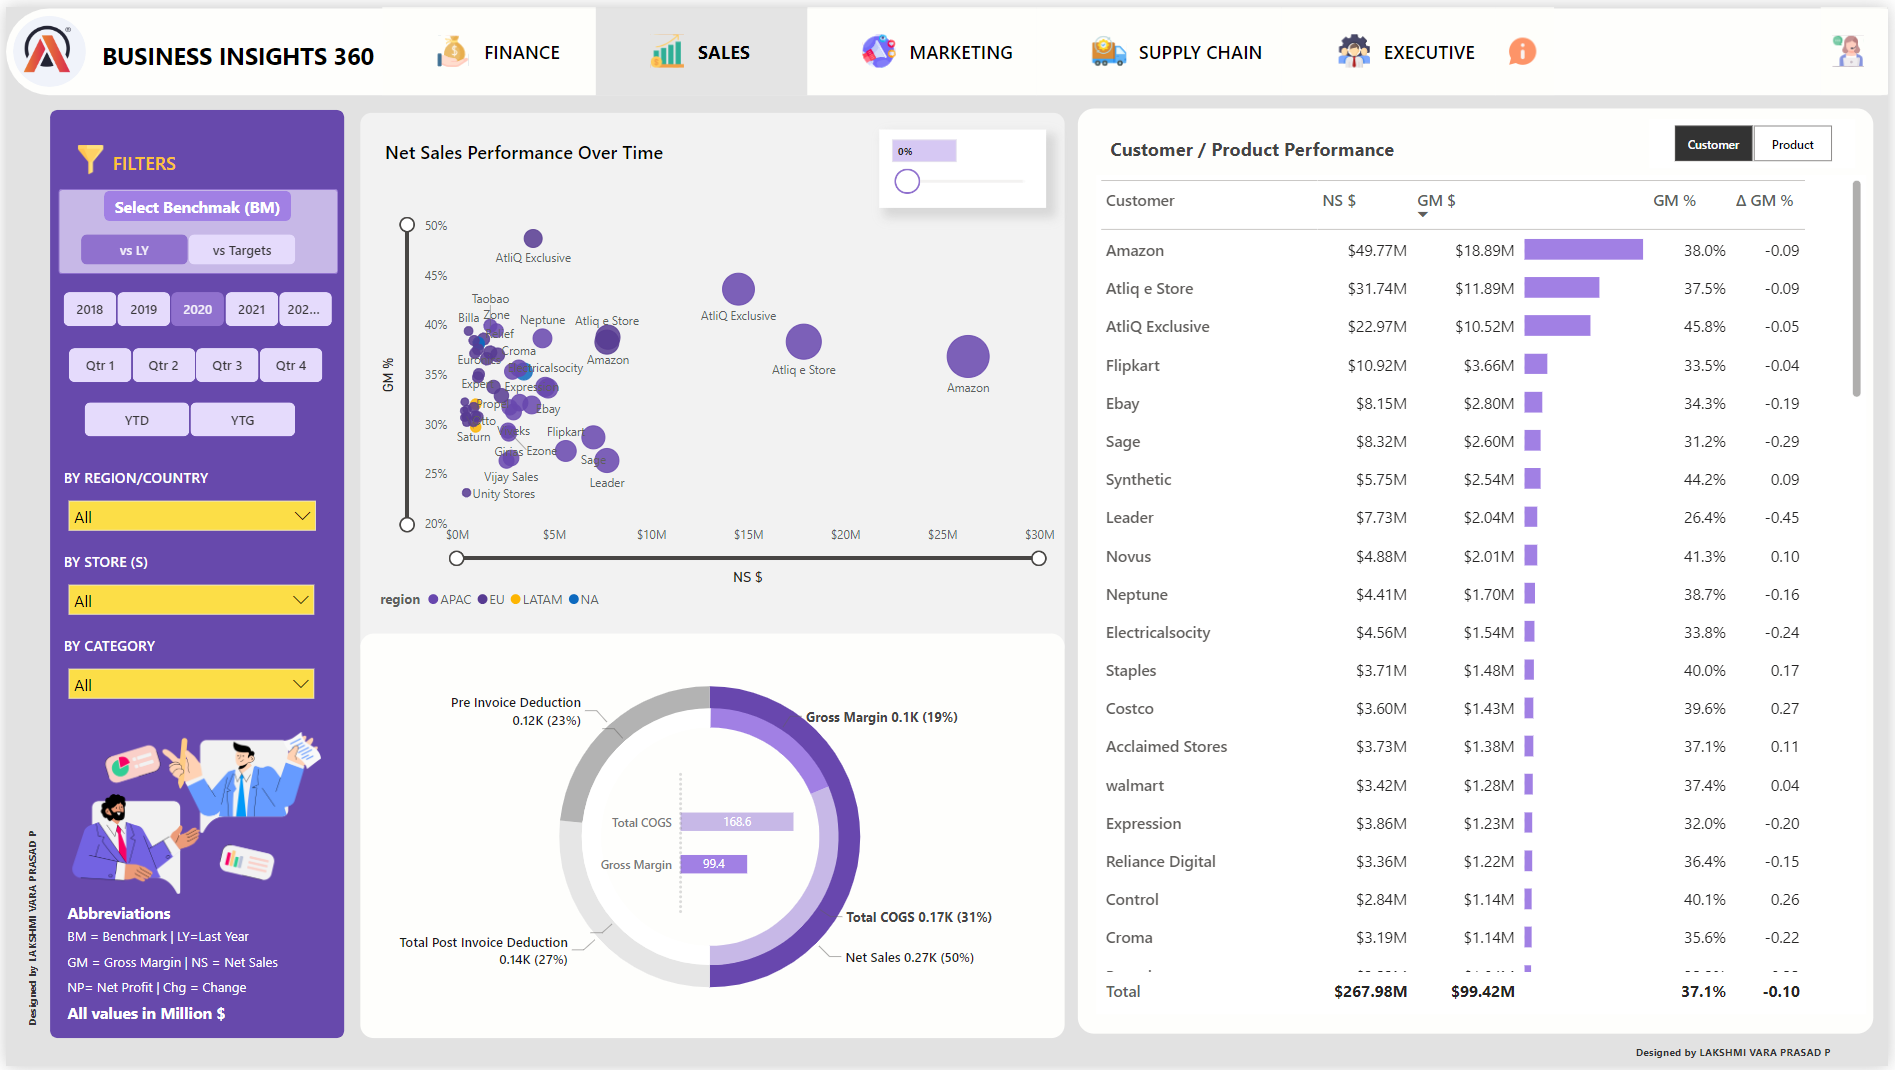 BUSINESS INSIGHTS 360
FINANCE
SALES
MARKETING
SUPPLY CHAIN
EXECUTIVE
FILTERS
Select Benchmak (BM)
vs LY
vs Targets
2018
2019
2020
2021
202...
Qtr 1
Qtr 2
Qtr 3
Qtr 4
YTD
YTG
BY REGION/COUNTRY
All
BY STORE (S)
All
BY CATEGORY
All
Abbreviations
BM = Benchmark | LY=Last Year
GM = Gross Margin | NS = Net Sales
NP= Net Profit | Chg = Change
All values in Million $
Designed by LAKSHMI VARA PRASAD P
Net Sales Performance Over Time
0%
GM %
50%
45%
40%
35%
30%
25%
20%
AtliQ Exclusive
Taobao
Billa
Zone
Neptune
Atliq e Store
Croma
Amazon
AtliQ Exclusive
Atliq e Store
Amazon
Ebay
Saturn
Flipkart
Girias
Ezone
Sage
Leader
Vijay Sales
Unity Stores
$0M
$5M
$10M
$15M
$20M
$25M
$30M
NS $
region APAC EU LATAM NA
Pre Invoice Deduction
0.12K (23%)
Gross Margin 0.1K (19%)
Total COGS 168.6
Gross Margin 99.4
Total COGS 0.17K (31%)
Total Post Invoice Deduction
0.14K (27%)
Net Sales 0.27K (50%)
Customer / Product Performance
Customer
Product
Customer NS $ GM $ GM % Δ GM %
Amazon $49.77M $18.89M 38.0% -0.09
Atliq e Store $31.74M $11.89M 37.5% -0.09
AtliQ Exclusive $22.97M $10.52M 45.8% -0.05
Flipkart $10.92M $3.66M 33.5% -0.04
Ebay $8.15M $2.80M 34.3% -0.19
Sage $8.32M $2.60M 31.2% -0.29
Synthetic $5.75M $2.54M 44.2% 0.09
Leader $7.73M $2.04M 26.4% -0.45
Novus $4.88M $2.01M 41.3% 0.10
Neptune $4.41M $1.70M 38.7% -0.16
Electricalsocity $4.56M $1.54M 33.8% -0.24
Staples $3.71M $1.48M 40.0% 0.17
Costco $3.60M $1.43M 39.6% 0.27
Acclaimed Stores $3.73M $1.38M 37.1% 0.11
walmart $3.42M $1.28M 37.4% 0.04
Expression $3.86M $1.23M 32.0% -0.20
Reliance Digital $3.36M $1.22M 36.4% -0.15
Control $2.84M $1.14M 40.1% 0.26
Croma $3.19M $1.14M 35.6% -0.22
Total $267.98M $99.42M 37.1% -0.10
Designed by LAKSHMI VARA PRASAD P